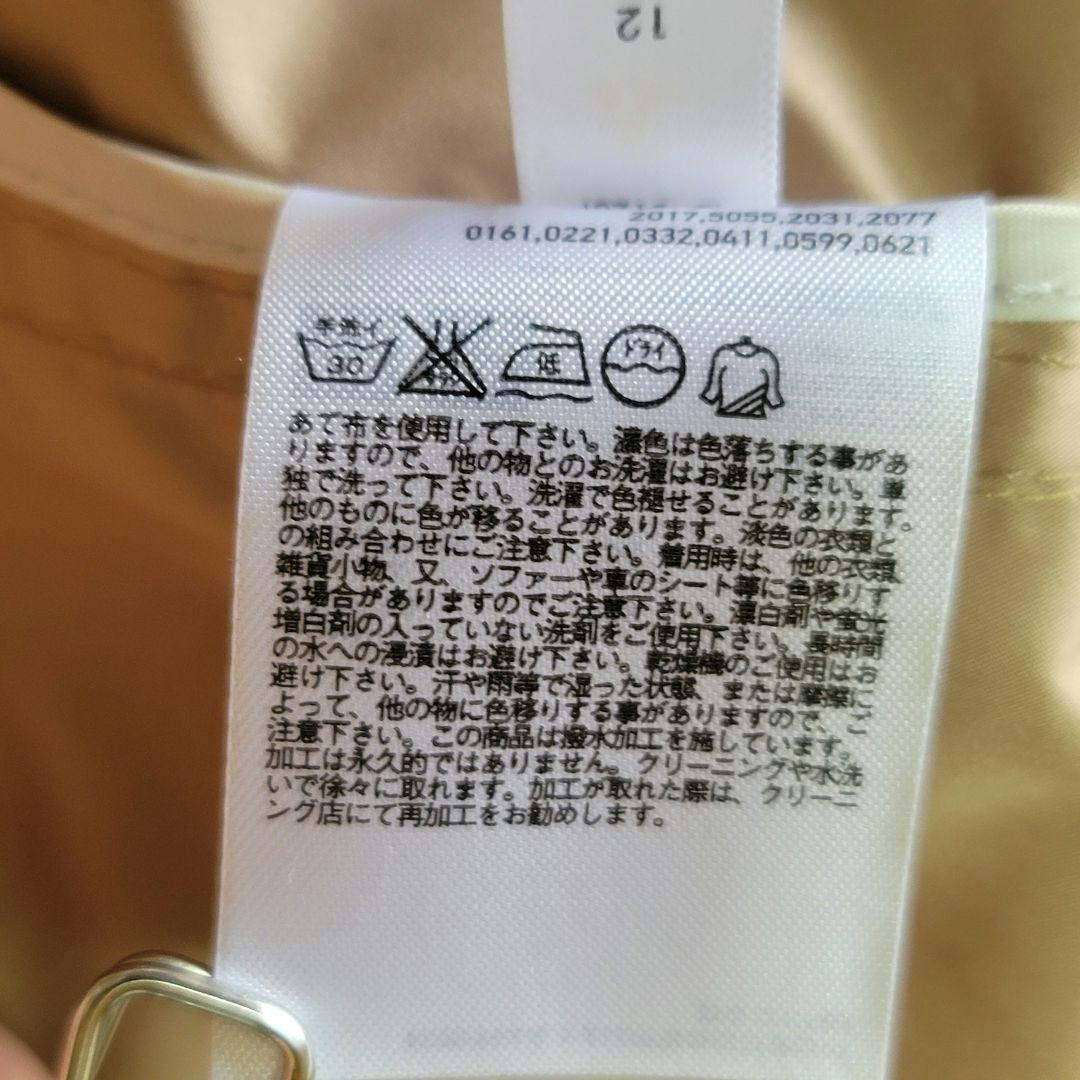 12
2017,5055,2031,2077
0161,0221,0332,0411,0599,0621
手洗イ 30
低
ドライ
あて布を使用して下さい。濃色は色落ちする事があ
りますので、他の物とのお洗濯はお避け下さい。単
独で洗って下さい。洗濯で色褪せることがあります。
他のものに色が移ることがあります。淡色の衣類と
の組み合わせにご注意下さい。着用時は、他の衣類、
雑貨小物、又、ソファーや車のシート等に色移りす
る場合がありますのでご注意下さい。漂白剤や蛍光
増白剤の入っていない洗剤をご使用下さい。長時間
の水への浸漬はお避け下さい。乾燥機のご使用はお
避け下さい。汗や雨等で湿った状態、または摩擦に
よって、他の物に色移りする事がありますので、ご
注意下さい。この商品は撥水加工を施しています。
加工は永久的ではありません。クリーニングや水洗
いで徐々に取れます。加工が取れた際は、クリーニ
ング店にて再加工をお勧めします。